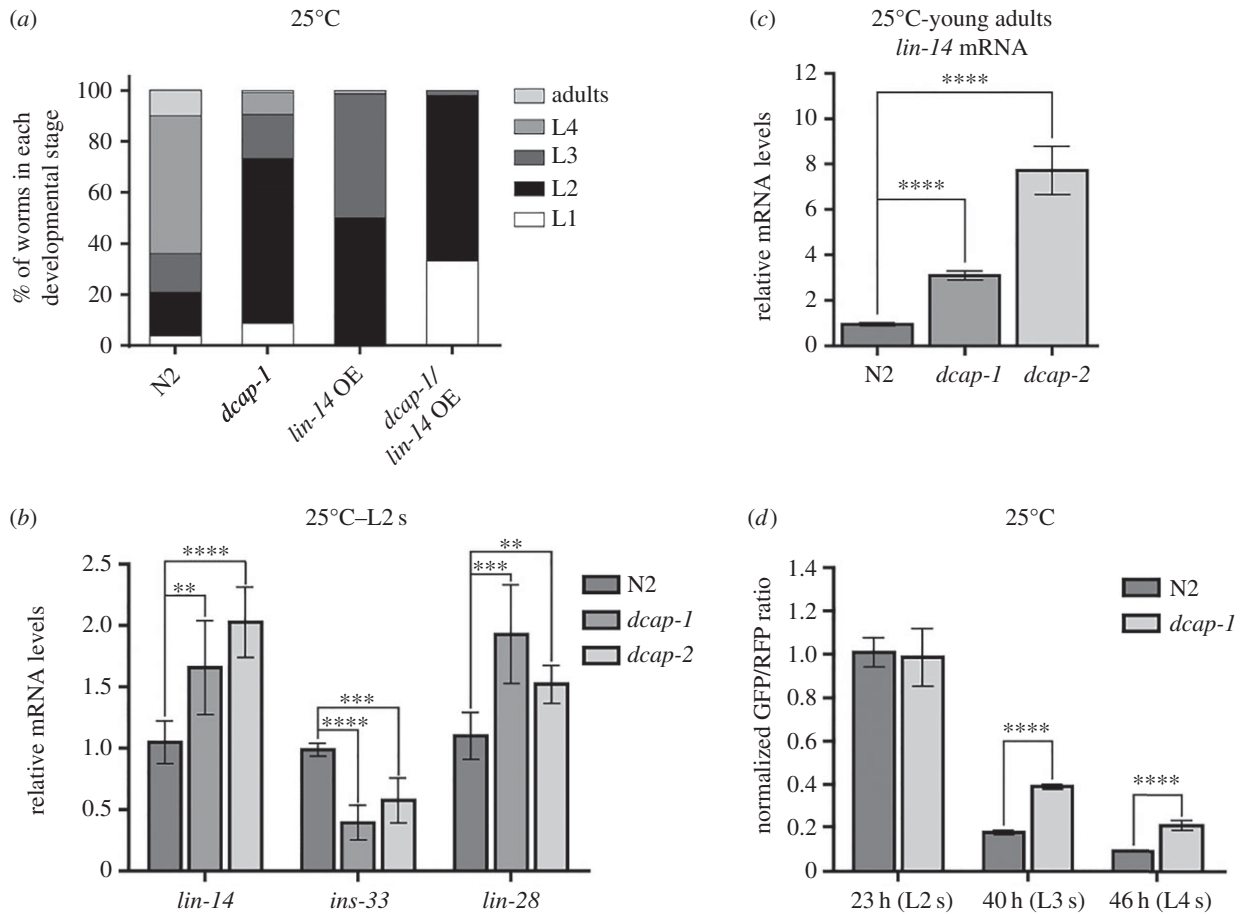 (a)
25°C
% of worms in each
developmental stage
100
80
60
40
20
0
N2
dcap-1
lin-14 OE
dcap-1/
lin-14 OE
adults
L4
L3
L2
L1
(c)
25°C-young adults
lin-14 mRNA
relative mRNA levels
12
10
8
6
4
2
0
****
****
N2
dcap-1
dcap-2
(b)
25°C–L2 s
relative mRNA levels
2.5
2.0
1.5
1.0
0.5
0
****
**
***
****
**
***
lin-14
ins-33
lin-28
N2
dcap-1
dcap-2
(d)
25°C
normalized GFP/RFP ratio
1.4
1.2
1.0
0.8
0.6
0.4
0.2
0
****
****
23 h (L2 s)
40 h (L3 s)
46 h (L4 s)
N2
dcap-1